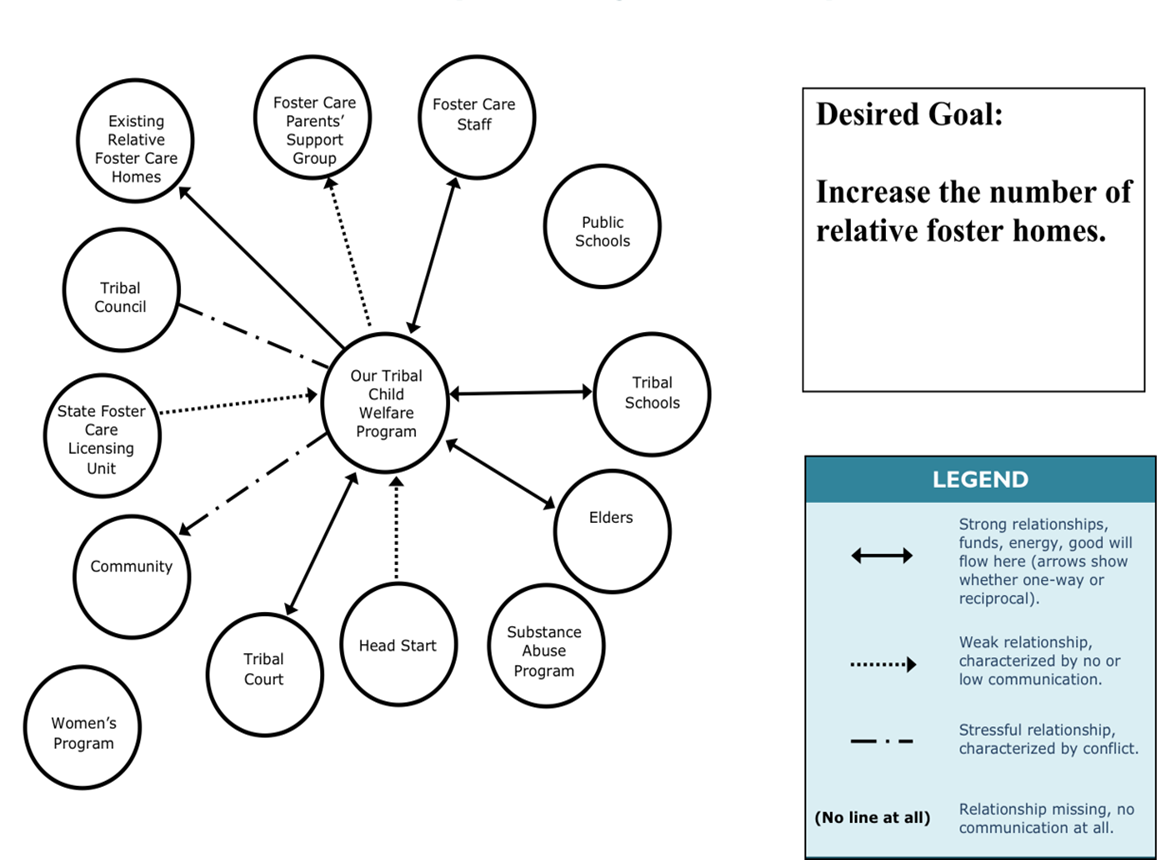 Existing
Relative
Foster Care
Homes
Foster Care
Parents’
Support
Group
Foster Care
Staff
Public
Schools
Tribal
Council
Our Tribal
Child
Welfare
Program
Tribal
Schools
State Foster
Care
Licensing
Unit
Elders
Community
Tribal
Court
Head Start
Substance
Abuse
Program
Women’s
Program
Desired Goal:
Increase the number of
relative foster homes.
LEGEND
Strong relationships,
funds, energy, good will
flow here (arrows show
whether one-way or
reciprocal).
Weak relationship,
characterized by no or
low communication.
Stressful relationship,
characterized by conflict.
(No line at all)
Relationship missing, no
communication at all.